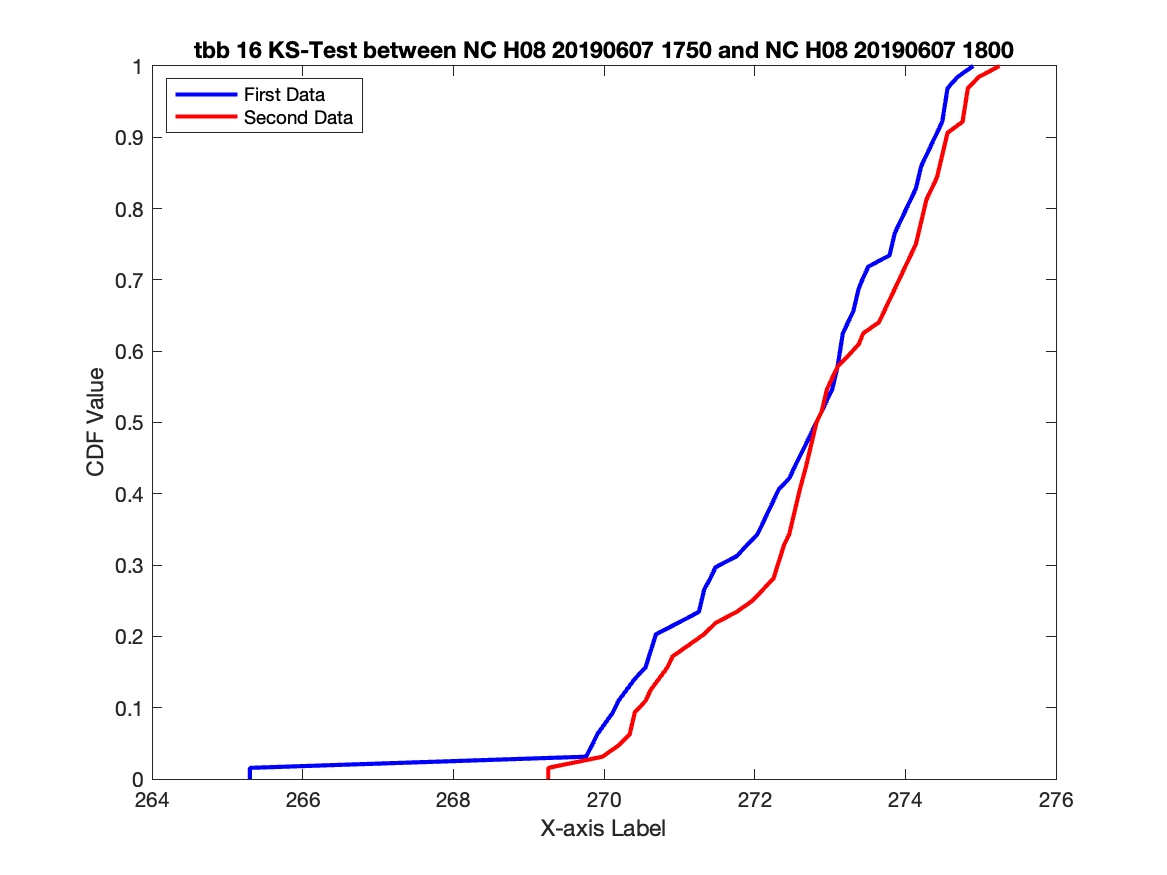 tbb 16 KS-Test between NC H08 20190607 1750 and NC H08 20190607 1800
First Data
Second Data
1
0.9
0.8
0.7
0.6
0.5
0.4
0.3
0.2
0.1
0
CDF Value
264 266 268 270 272 274 276
X-axis Label